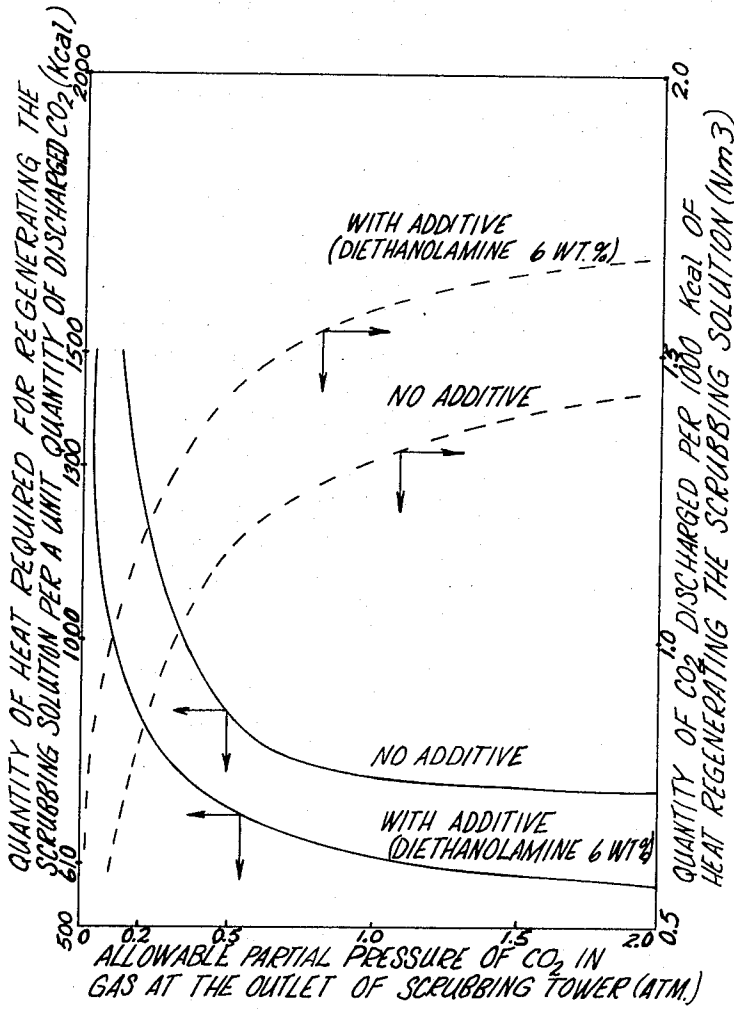 QUANTITY OF HEAT REQUIRED FOR REGENERATING THE
SCRUBBING SOLUTION PER A UNIT QUANTITY OF DISCHARGED CO2 (Kcal)
2000
1500
1300
1000
610
500
WITH ADDITIVE
(DIETHANOLAMINE 6 WT.%)
NO ADDITIVE
NO ADDITIVE
WITH ADDITIVE
(DIETHANOLAMINE 6 WT%)
2.0
1.5
1.0
0.5
QUANTITY OF CO2 DISCHARGED PER 1000 Kcal OF
HEAT REGENERATING THE SCRUBBING SOLUTION (Nm3)
0 0.2 0.5 1.0 1.5 2.0
ALLOWABLE PARTIAL PRESSURE OF CO2 IN
GAS AT THE OUTLET OF SCRUBBING TOWER (ATM.)